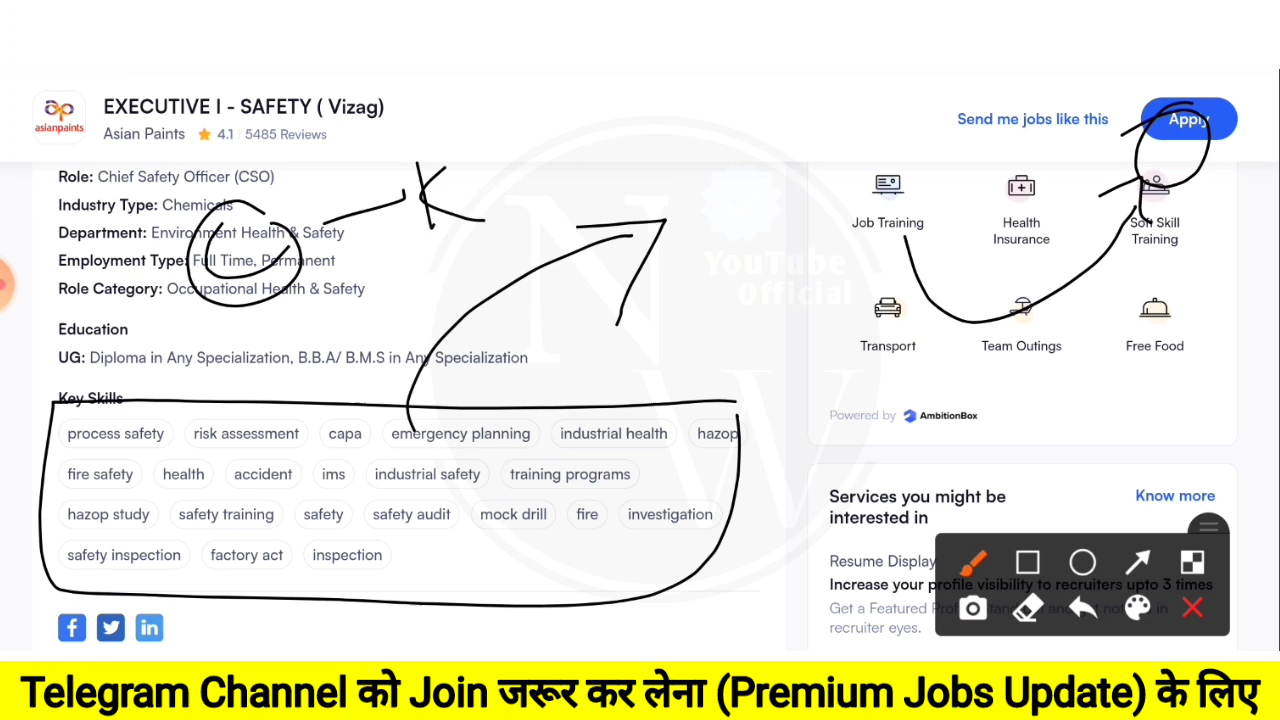 EXECUTIVE I - SAFETY ( Vizag)
asianpaints
Asian Paints 4.1 | 5485 Reviews
Send me jobs like this
Apply
Role: Chief Safety Officer (CSO)
Industry Type: Chemicals
Department: Environment Health & Safety
Employment Type: Full Time, Permanent
Role Category: Occupational Health & Safety
Education
UG: Diploma in Any Specialization, B.B.A/ B.M.S in Any Specialization
Key Skills
process safety risk assessment capa emergency planning industrial health hazop
fire safety health accident ims industrial safety training programs
hazop study safety training safety safety audit mock drill fire investigation
safety inspection factory act inspection
Job Training
Health Insurance
Soft Skill Training
Transport
Team Outings
Free Food
Powered by AmbitionBox
Services you might be
interested in
Know more
Resume Display
Increase your profile visibility to recruiters upto 3 times
Get a Featured
recruiter eyes.
NW
YouTube
Official
Telegram Channel को Join जरूर कर लेना (Premium Jobs Update) के लिए